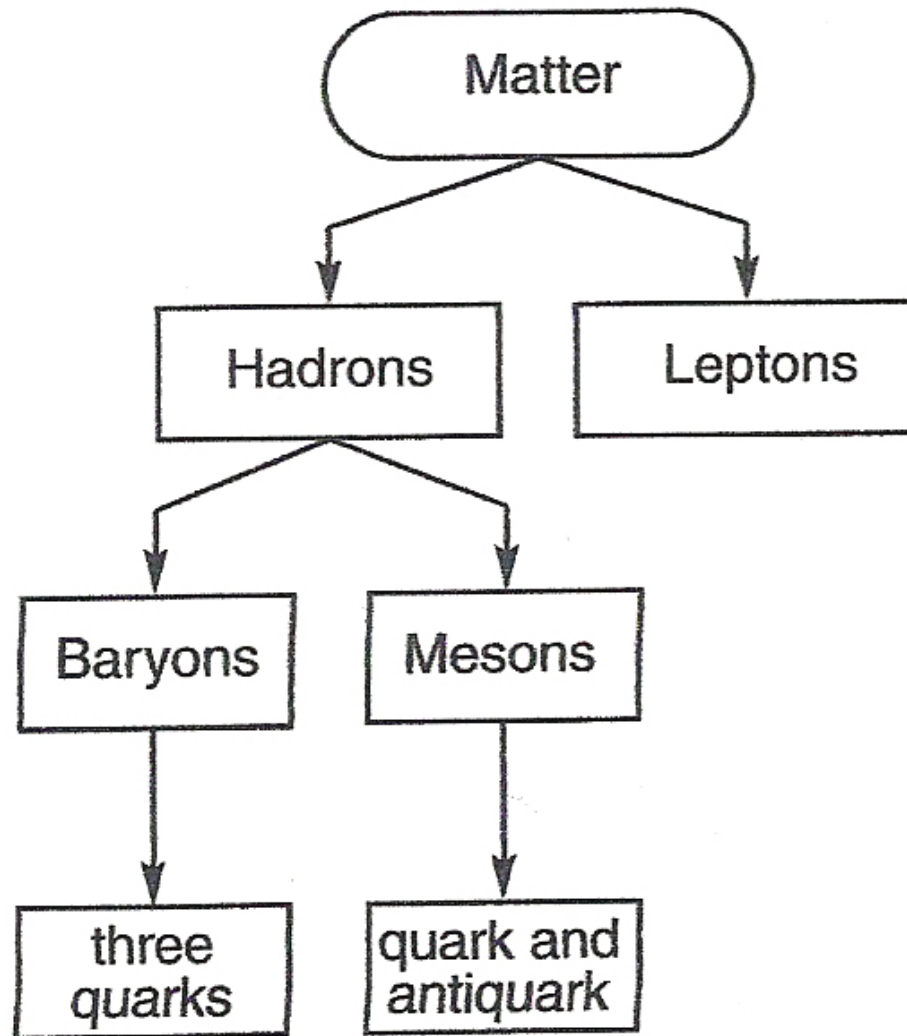 Matter
Hadrons
Leptons
Baryons
Mesons
three
quarks
quark and
antiquark